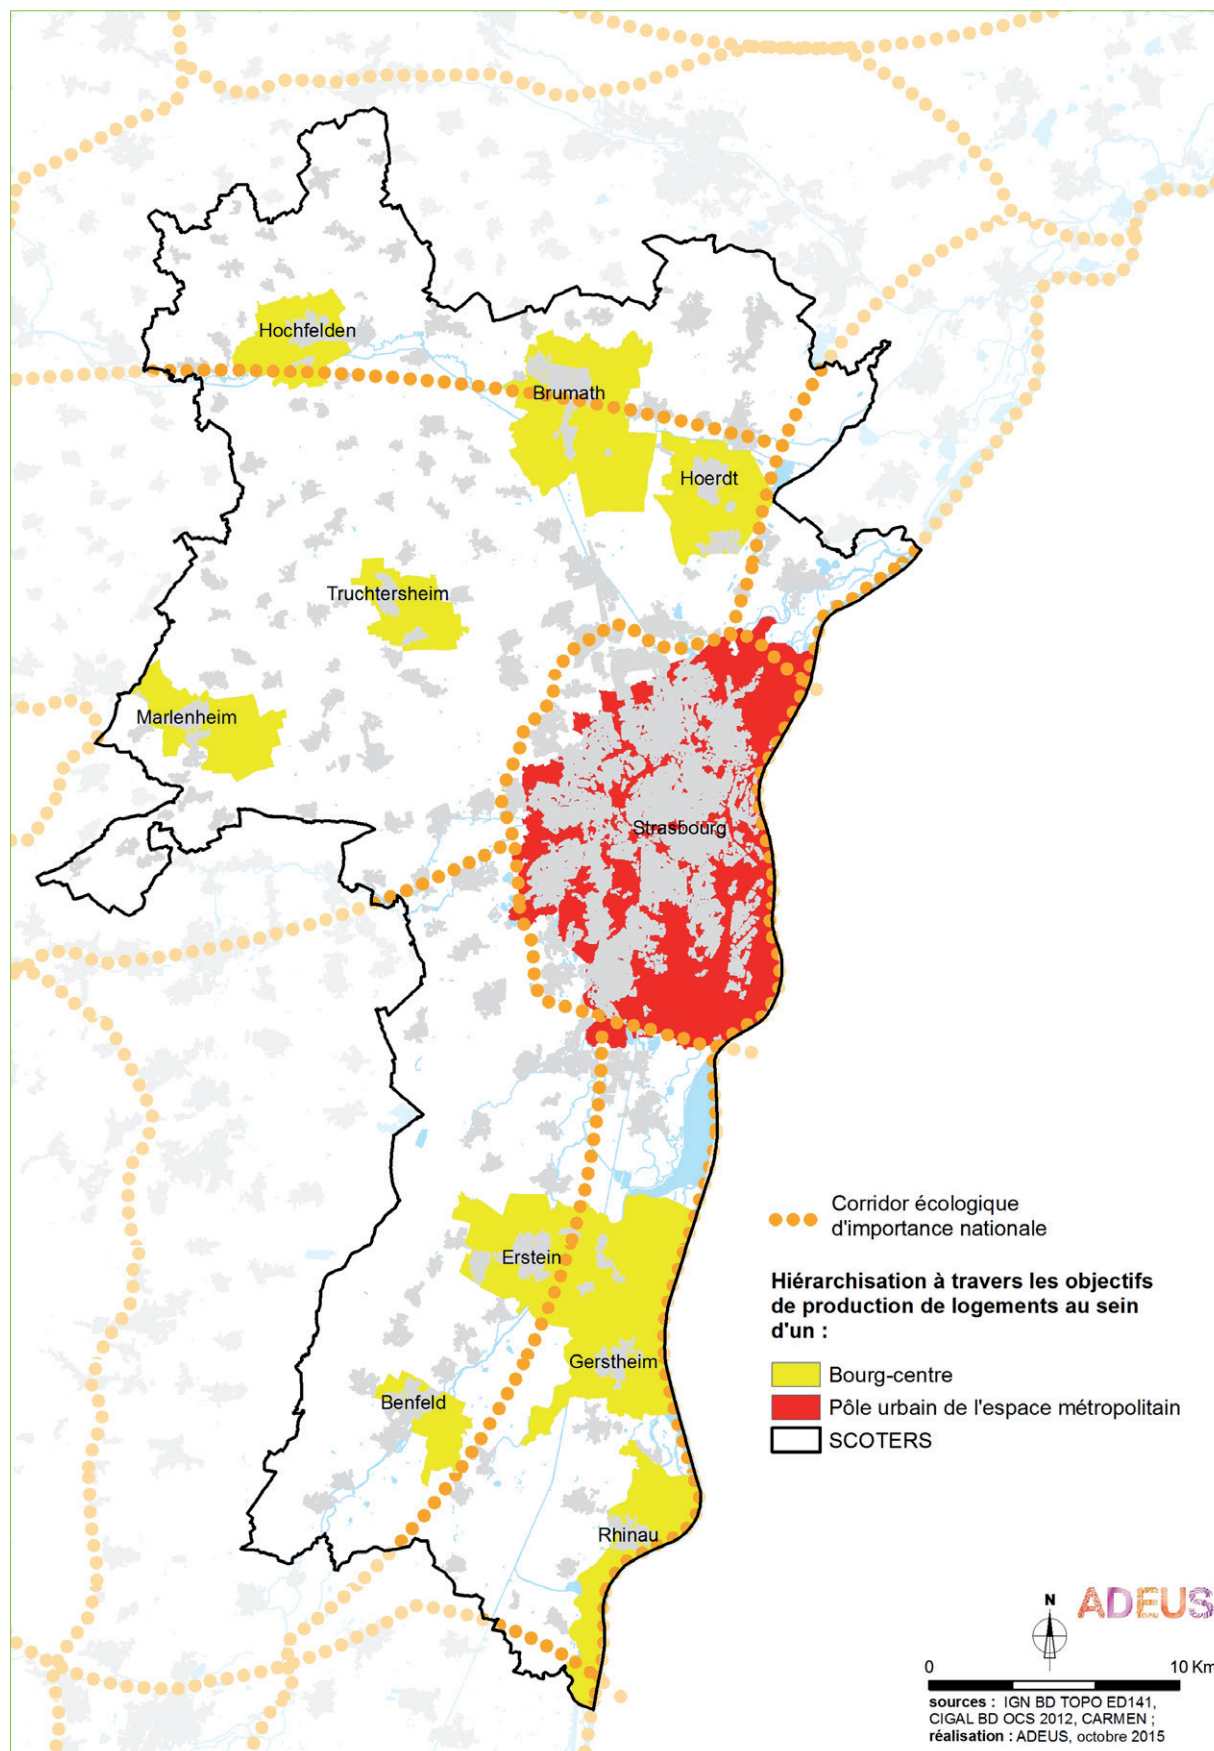 Hochfelden
Brumath
Hoerdt
Truchtersheim
Marlenheim
Strasbourg
Erstein
Gerstheim
Benfeld
Rhinau
Corridor écologique
d'importance nationale
Hiérarchisation à travers les objectifs
de production de logements au sein
d'un :
Bourg-centre
Pôle urbain de l'espace métropolitain
SCOTERS
ADEUS
N
0 10 Km
sources : IGN BD TOPO ED141,
CIGAL BD OCS 2012, CARMEN ;
réalisation : ADEUS, octobre 2015